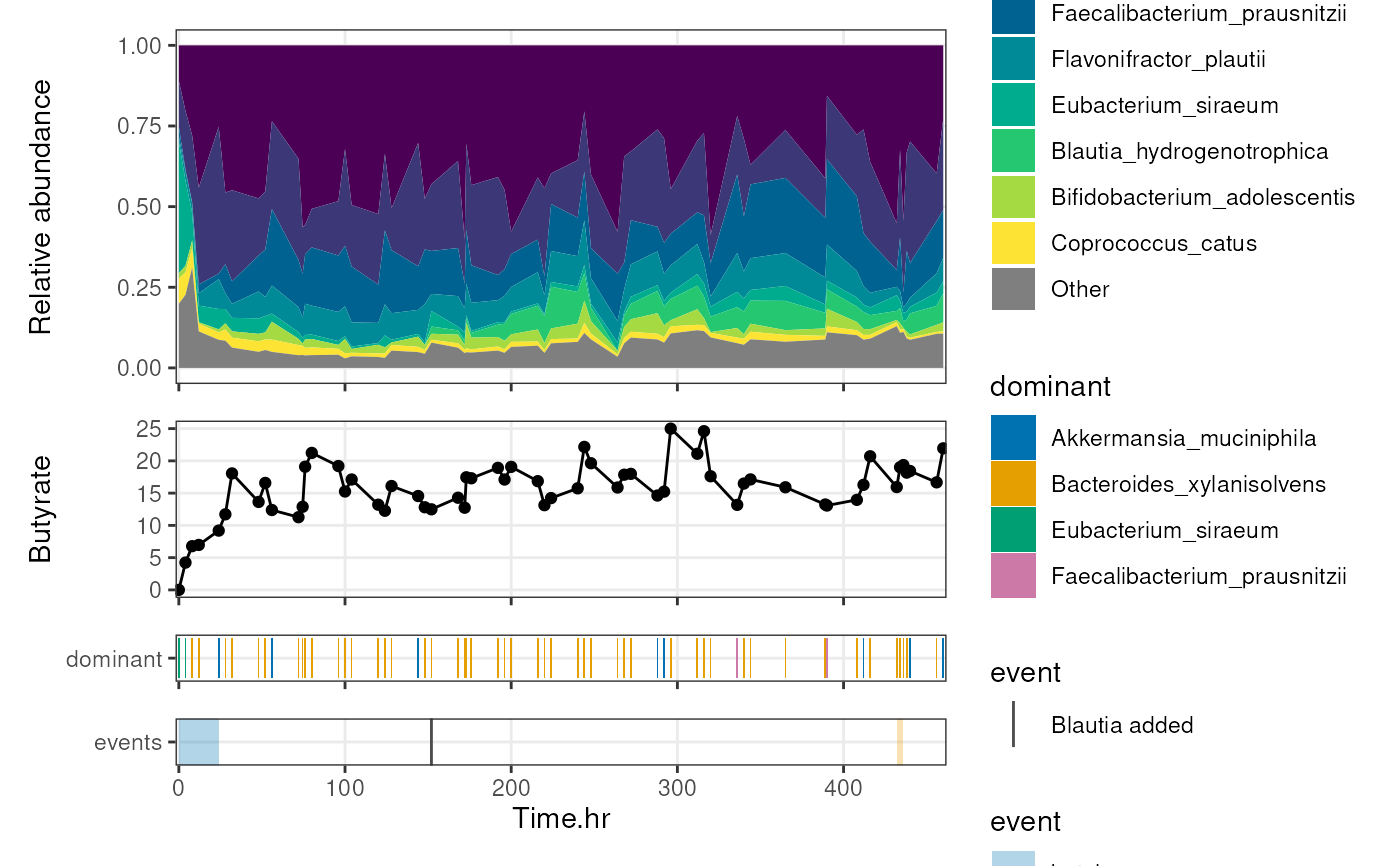 Relative abundance
1.00
0.75
0.50
0.25
0.00
Butyrate
25
20
15
10
5
0
dominant
events
0 100 200 300 400
Time.hr
Faecalibacterium_prausnitzii
Flavonifractor_plautii
Eubacterium_siraeum
Blautia_hydrogenotrophica
Bifidobacterium_adolescentis
Coprococcus_catus
Other
dominant
Akkermansia_muciniphila
Bacteroides_xylanisolvens
Eubacterium_siraeum
Faecalibacterium_prausnitzii
event
Blautia added
event